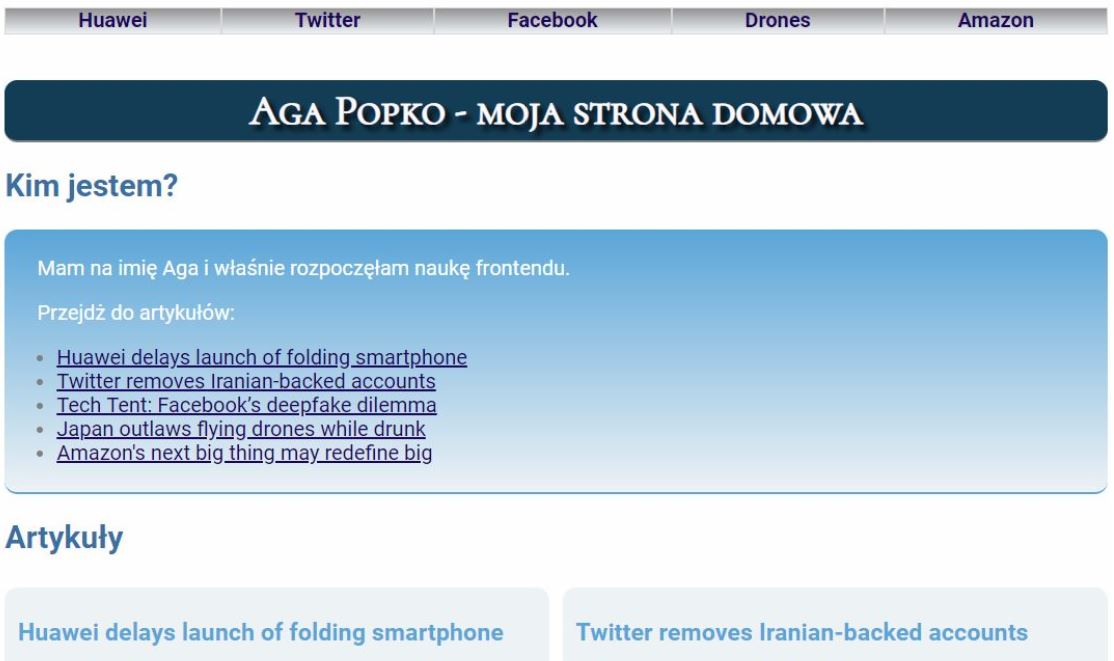 Huawei Twitter Facebook Drones Amazon
Aga Popko - moja strona domowa
Kim jestem?
Mam na imię Aga i właśnie rozpoczęłam naukę frontendu.
Przejdź do artykułów:
Huawei delays launch of folding smartphone
Twitter removes Iranian-backed accounts
Tech Tent: Facebook’s deepfake dilemma
Japan outlaws flying drones while drunk
Amazon's next big thing may redefine big
Artykuły
Huawei delays launch of folding smartphone
Twitter removes Iranian-backed accounts